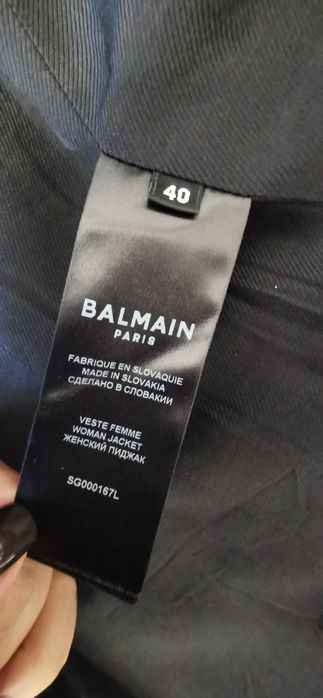 40
BALMAIN
PARIS
FABRIQUE EN SLOVAQUIE
MADE IN SLOVAKIA
СДЕЛАНО В СЛОВАКИИ
VESTE FEMME
WOMAN JACKET
ЖЕНСКИЙ ПИДЖАК
SG000167L